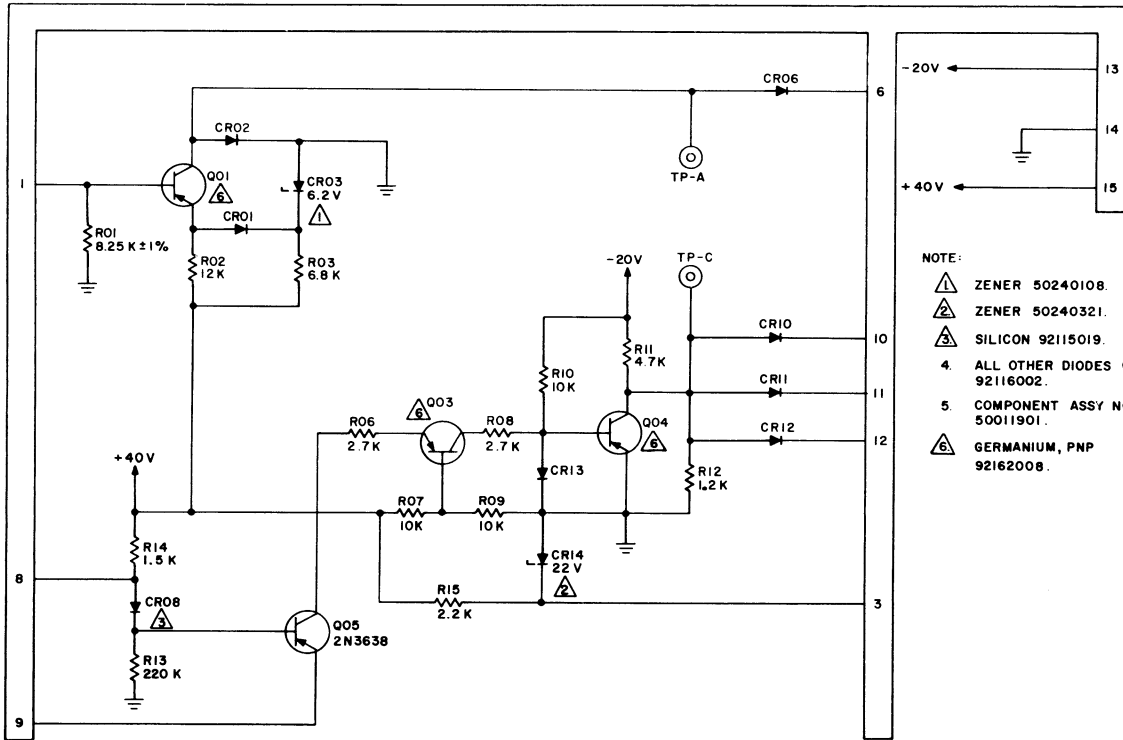 CR06
6
-20V
13
CR02
14
Q01
6
CR03
6.2V
1
TP-A
1
+40V
15
CR01
R01
8.25K±1%
R02
12K
R03
6.8K
-20V
TP-C
NOTE:
1 ZENER 50240108.
2 ZENER 50240321.
3 SILICON 92115019.
4. ALL OTHER DIODES
92116002.
5. COMPONENT ASSY N
50011901.
6. GERMANIUM, PNP
92162008.
CR10
10
R11
4.7K
R10
10K
CR11
11
6
Q03
R06
2.7K
R08
2.7K
Q04
6
CR12
12
+40V
CR13
R12
1.2K
R07
10K
R09
10K
R14
1.5K
CR14
22V
2
8
CR08
3
R15
2.2K
3
Q05
2N3638
R13
220K
9